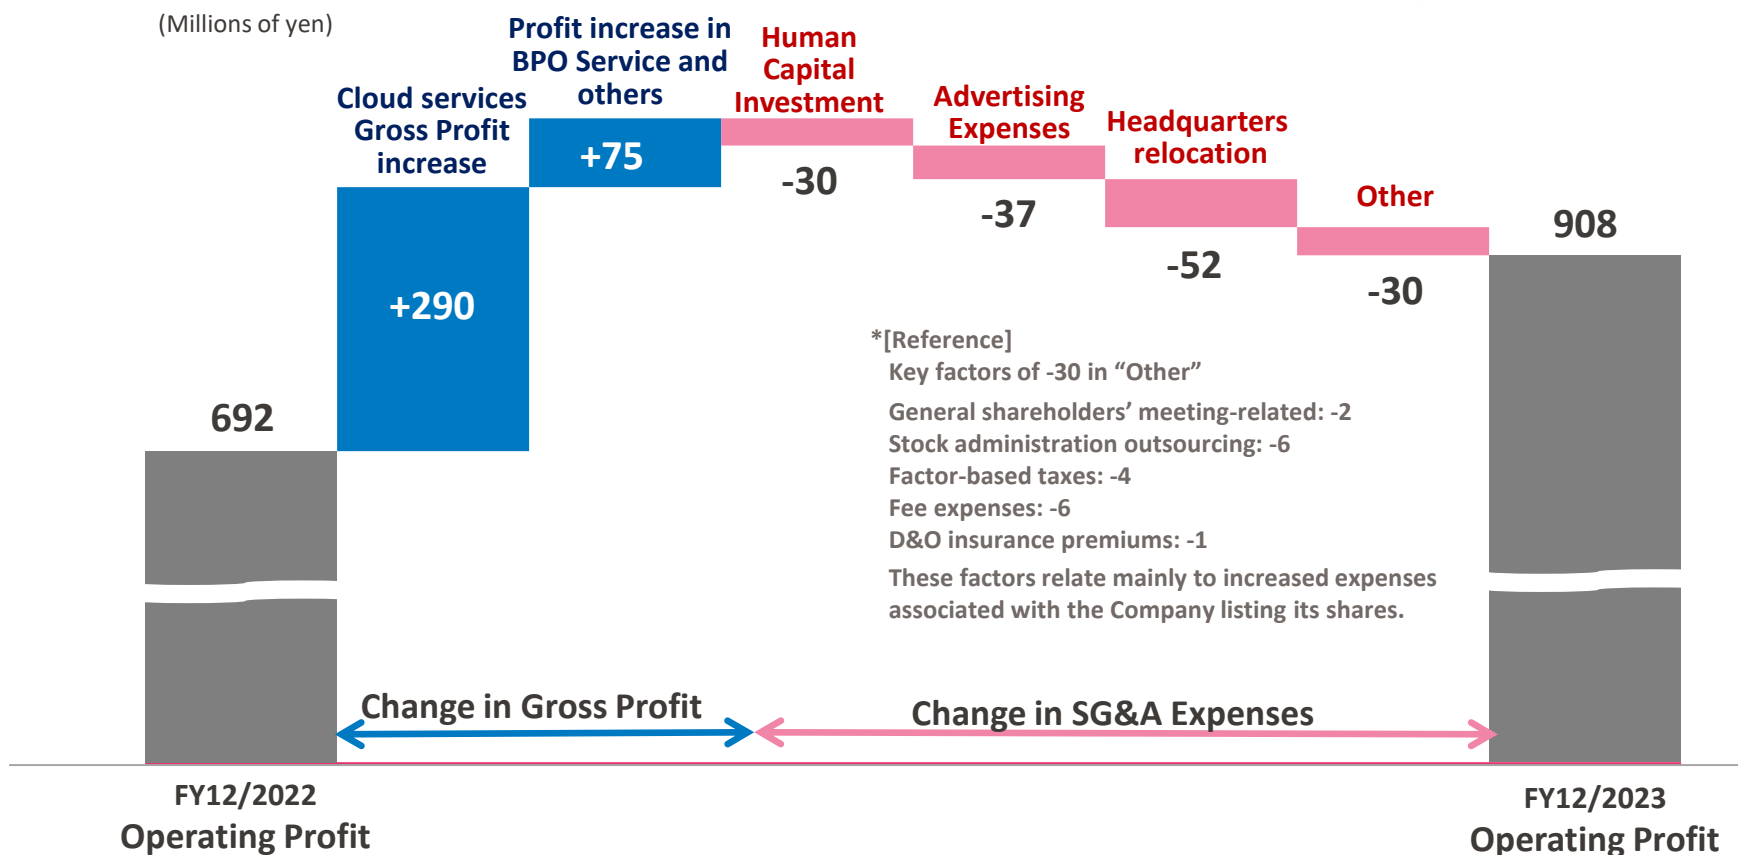 (Millions of yen)
Cloud services
Gross Profit
increase
Profit increase in
BPO Service and
others
Human
Capital
Investment
Advertising
Expenses
Headquarters
relocation
Other
692
+290
+75
-30
-37
-52
-30
908
*[Reference]
Key factors of -30 in “Other”
General shareholders’ meeting-related: -2
Stock administration outsourcing: -6
Factor-based taxes: -4
Fee expenses: -6
D&O insurance premiums: -1
These factors relate mainly to increased expenses
associated with the Company listing its shares.
Change in Gross Profit
Change in SG&A Expenses
FY12/2022
Operating Profit
FY12/2023
Operating Profit